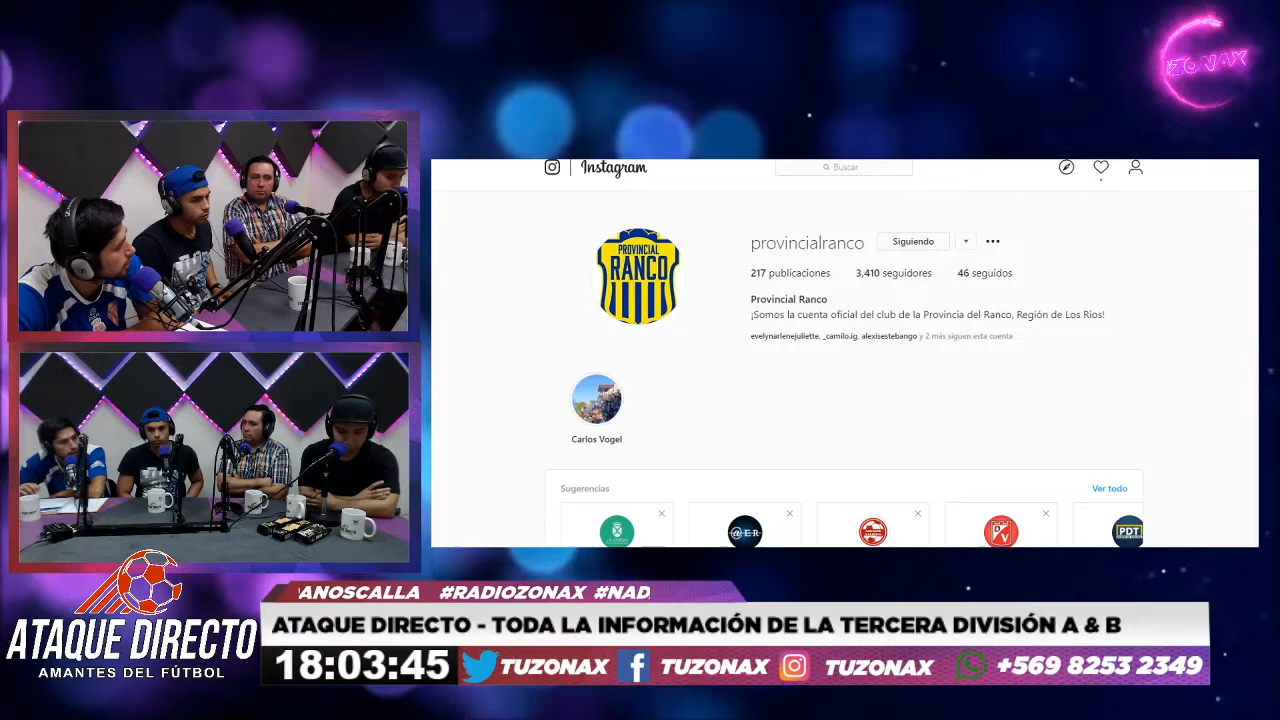 ZONAX
Instagram
Buscar
PROVINCIAL
RANCO
provincialranco
Siguiendo
217 publicaciones 3,410 seguidores 46 seguidos
Provincial Ranco
¡Somos la cuenta oficial del club de la Provincia del Ranco, Región de Los Ríos!
evelynarlenejuliette, _camilo.ig, alexisestebango y 2 más siguen esta cuenta
Carlos Vogel
Sugerencias
Ver todo
@ER
DV
PDT
ATAQUE DIRECTO
AMANTES DEL FÚTBOL
ANOSCALLA #RADIOZONAX #NAD
ATAQUE DIRECTO - TODA LA INFORMACIÓN DE LA TERCERA DIVISIÓN A & B
18:03:45 TUZONAX TUZONAX TUZONAX +569 8253 2349